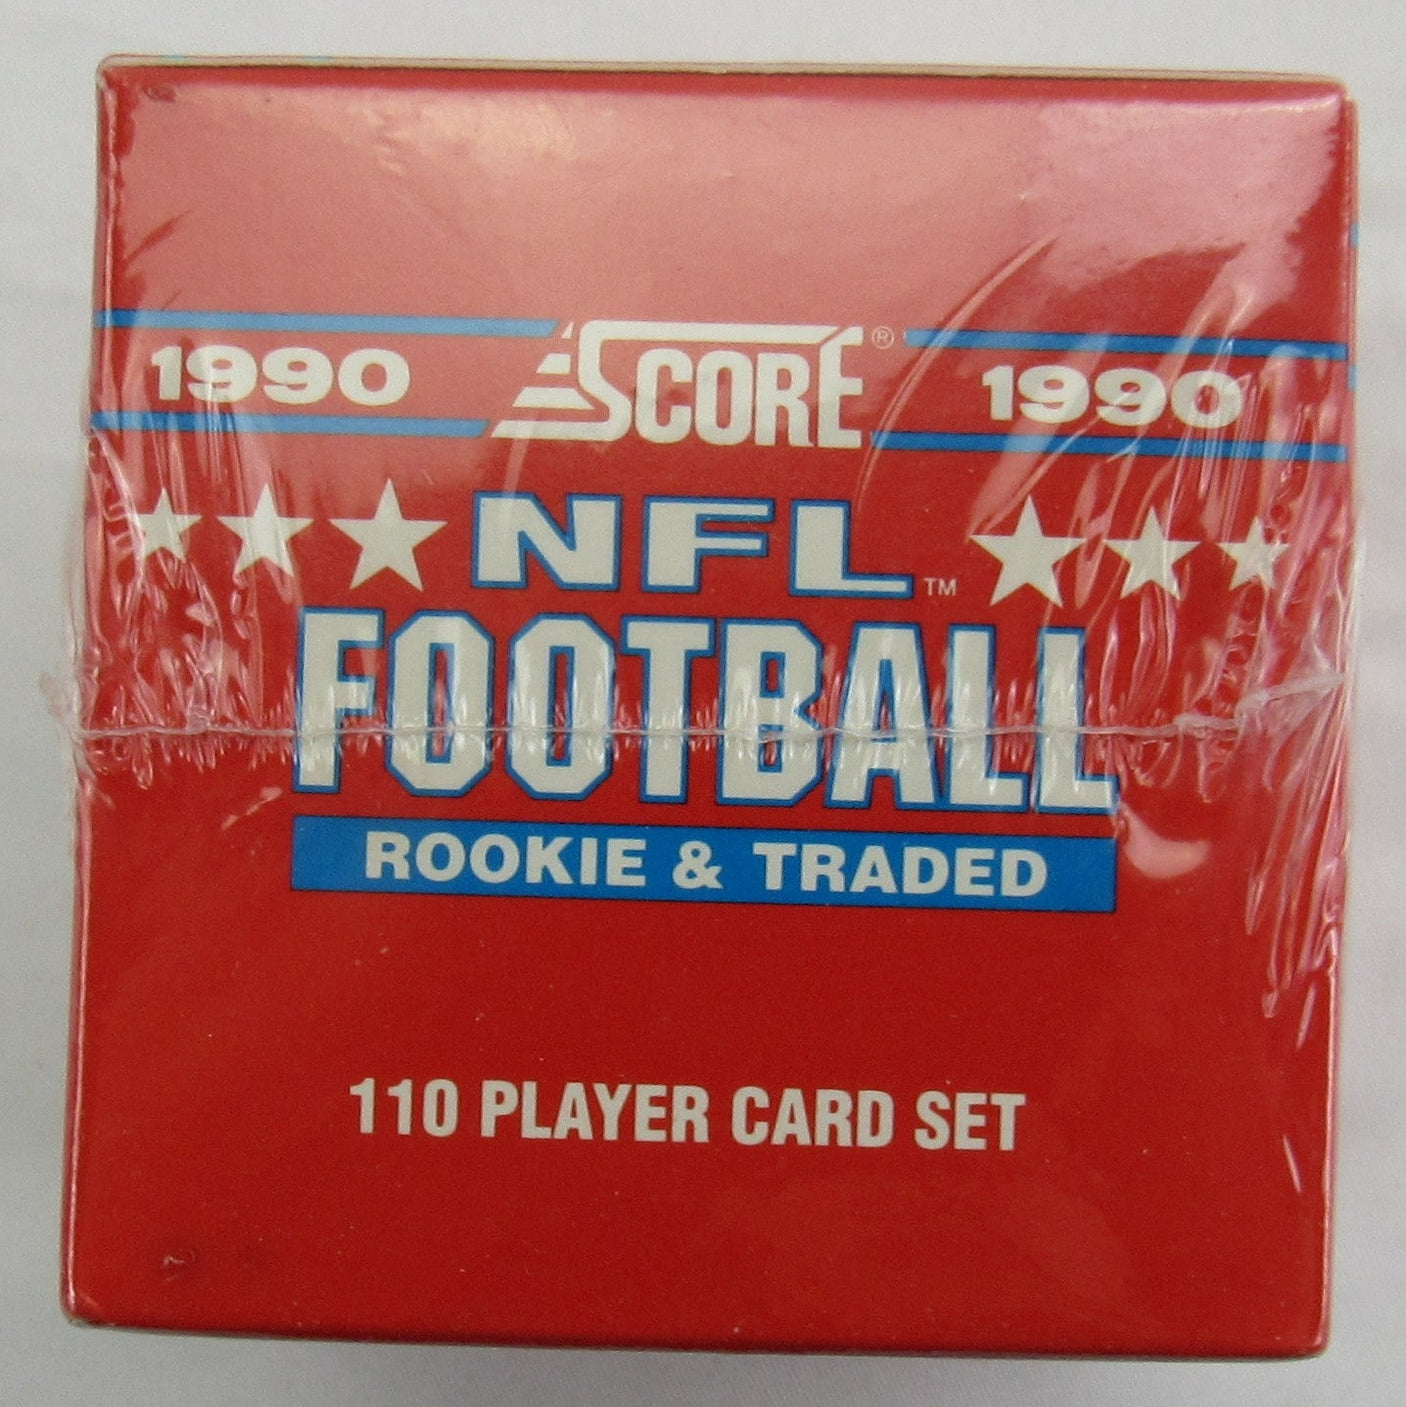 1990 SCORE® 1990
NFL™
FOOTBALL
ROOKIE & TRADED
110 PLAYER CARD SET